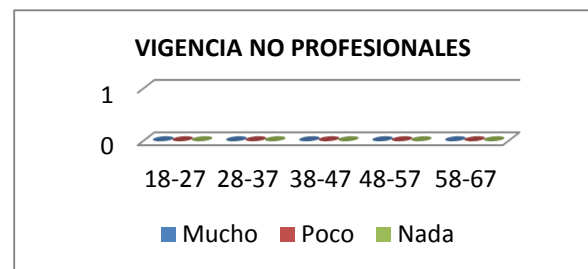 VIGENCIA NO PROFESIONALES
1
0
18-27 28-37 38-47 48-57 58-67
Mucho Poco Nada